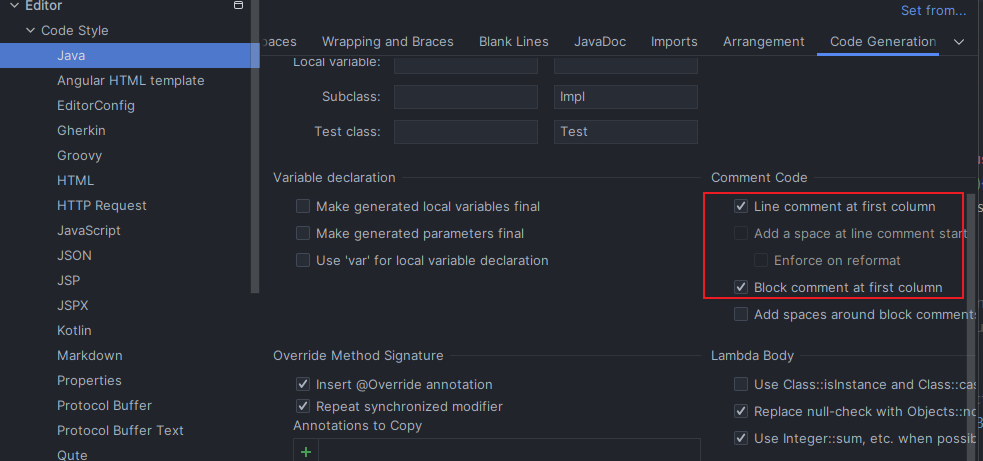 Editor
Code Style
Java
Angular HTML template
EditorConfig
Gherkin
Groovy
HTML
HTTP Request
JavaScript
JSON
JSP
JSPX
Kotlin
Markdown
Properties
Protocol Buffer
Protocol Buffer Text
Qute
Set from...
paces Wrapping and Braces Blank Lines JavaDoc Imports Arrangement Code Generation
Local variable:
Subclass: Impl
Test class: Test
Variable declaration
Make generated local variables final
Make generated parameters final
Use 'var' for local variable declaration
Comment Code
Line comment at first column
Add a space at line comment start
Enforce on reformat
Block comment at first column
Add spaces around block comments
Override Method Signature
Insert @Override annotation
Repeat synchronized modifier
Annotations to Copy
+
Lambda Body
Use Class::isInstance and Class::cas
Replace null-check with Objects::no
Use Integer::sum, etc. when possib